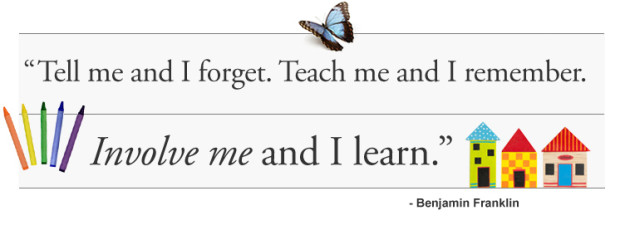 “Tell me and I forget. Teach me and I remember.
Involve me and I learn.”
- Benjamin Franklin